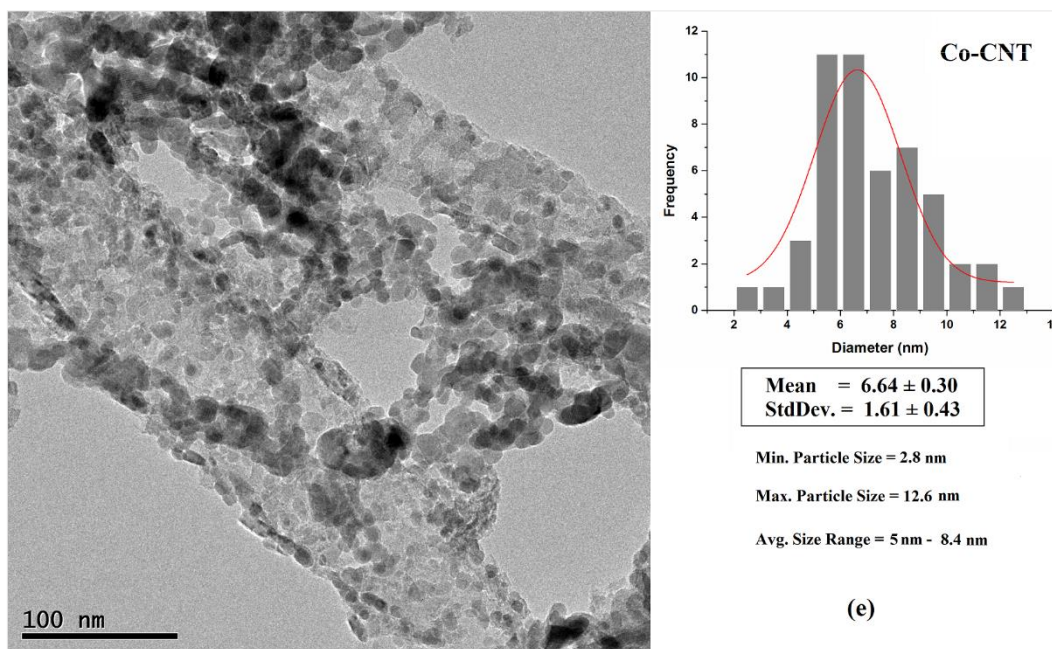 100 nm
Co-CNT
Frequency
12
10
8
6
4
2
0
2 4 6 8 10 12 14
Diameter (nm)
Mean = 6.64 ± 0.30
StdDev. = 1.61 ± 0.43
Min. Particle Size = 2.8 nm
Max. Particle Size = 12.6 nm
Avg. Size Range = 5 nm - 8.4 nm
(e)